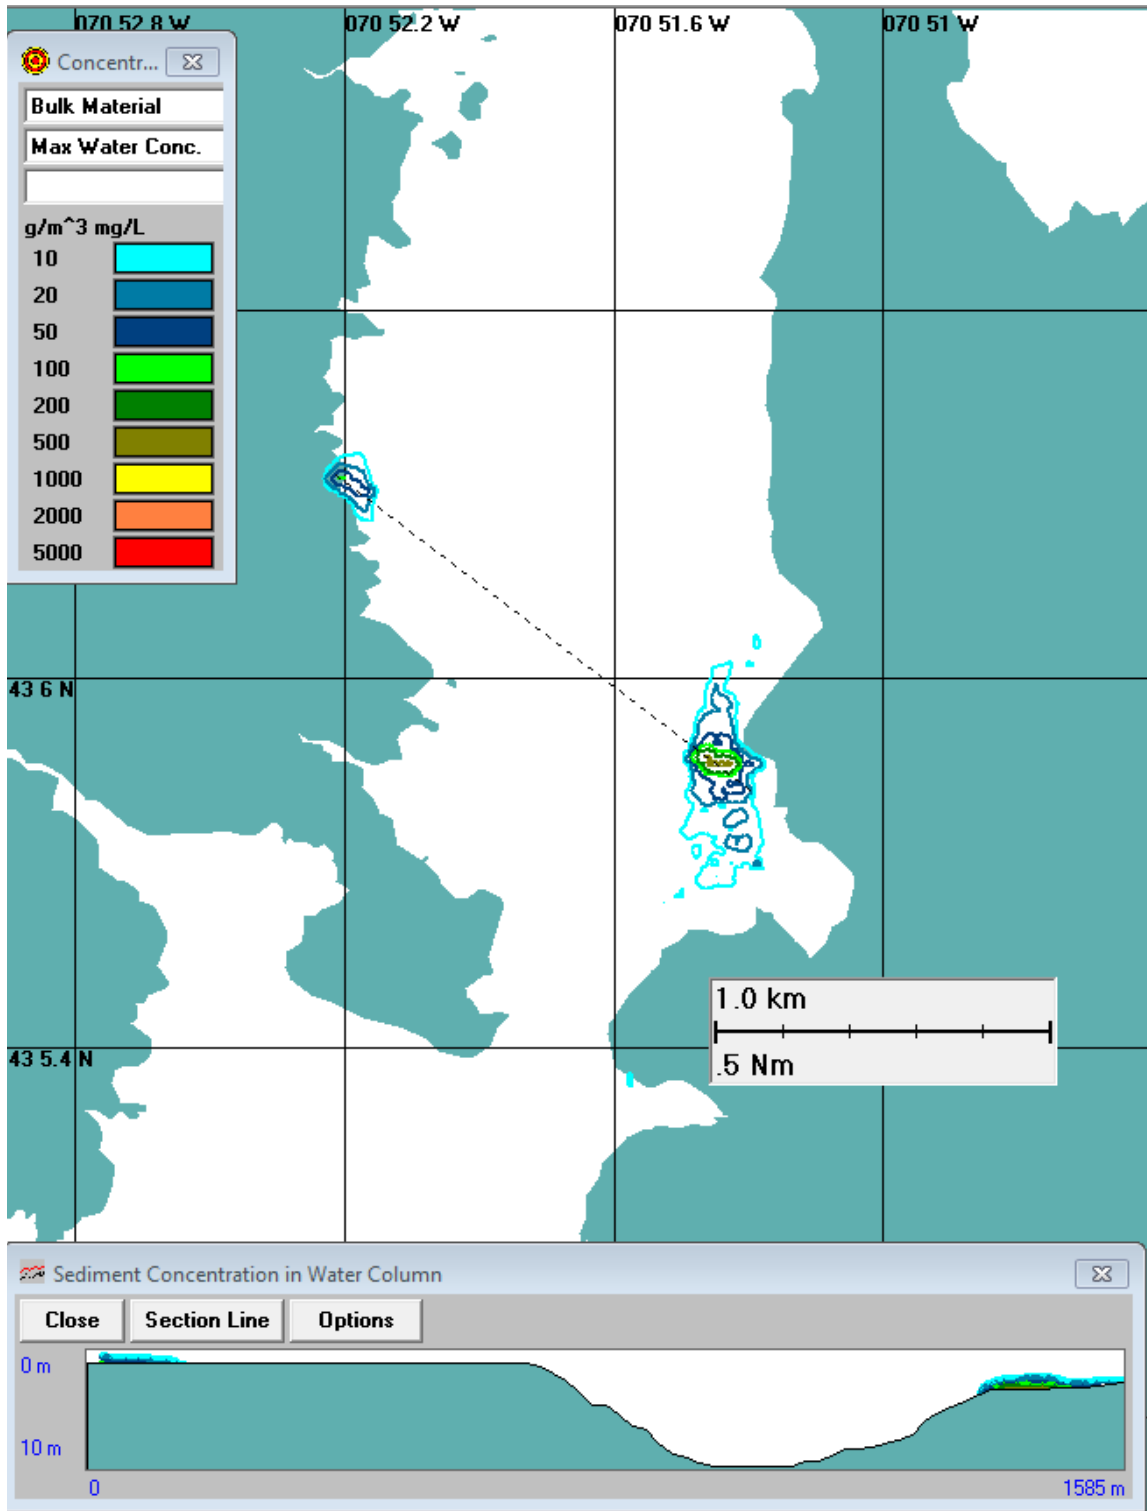 070 52.8 W 070 52.2 W 070 51.6 W 070 51 W
Concentr...
Bulk Material
Max Water Conc.
g/m^3 mg/L
10
20
50
100
200
500
1000
2000
5000
43 6 N
1.0 km
.5 Nm
43 5.4 N
Sediment Concentration in Water Column
Close Section Line Options
0 m
10 m
0 1585 m